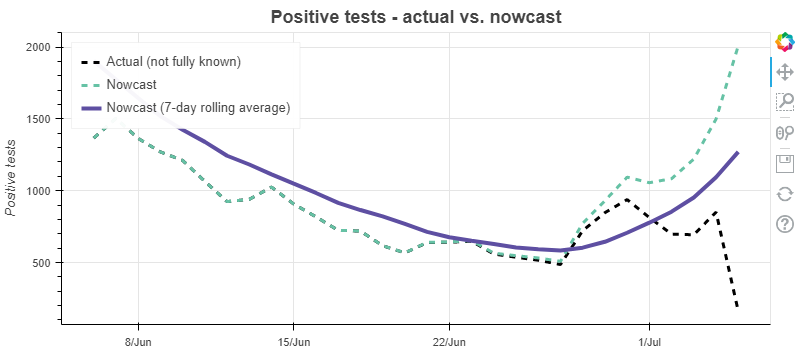 Positive tests - actual vs. nowcast
Positive tests
2000
1500
1000
500
Actual (not fully known)
Nowcast
Nowcast (7-day rolling average)
8/Jun
15/Jun
22/Jun
1/Jul